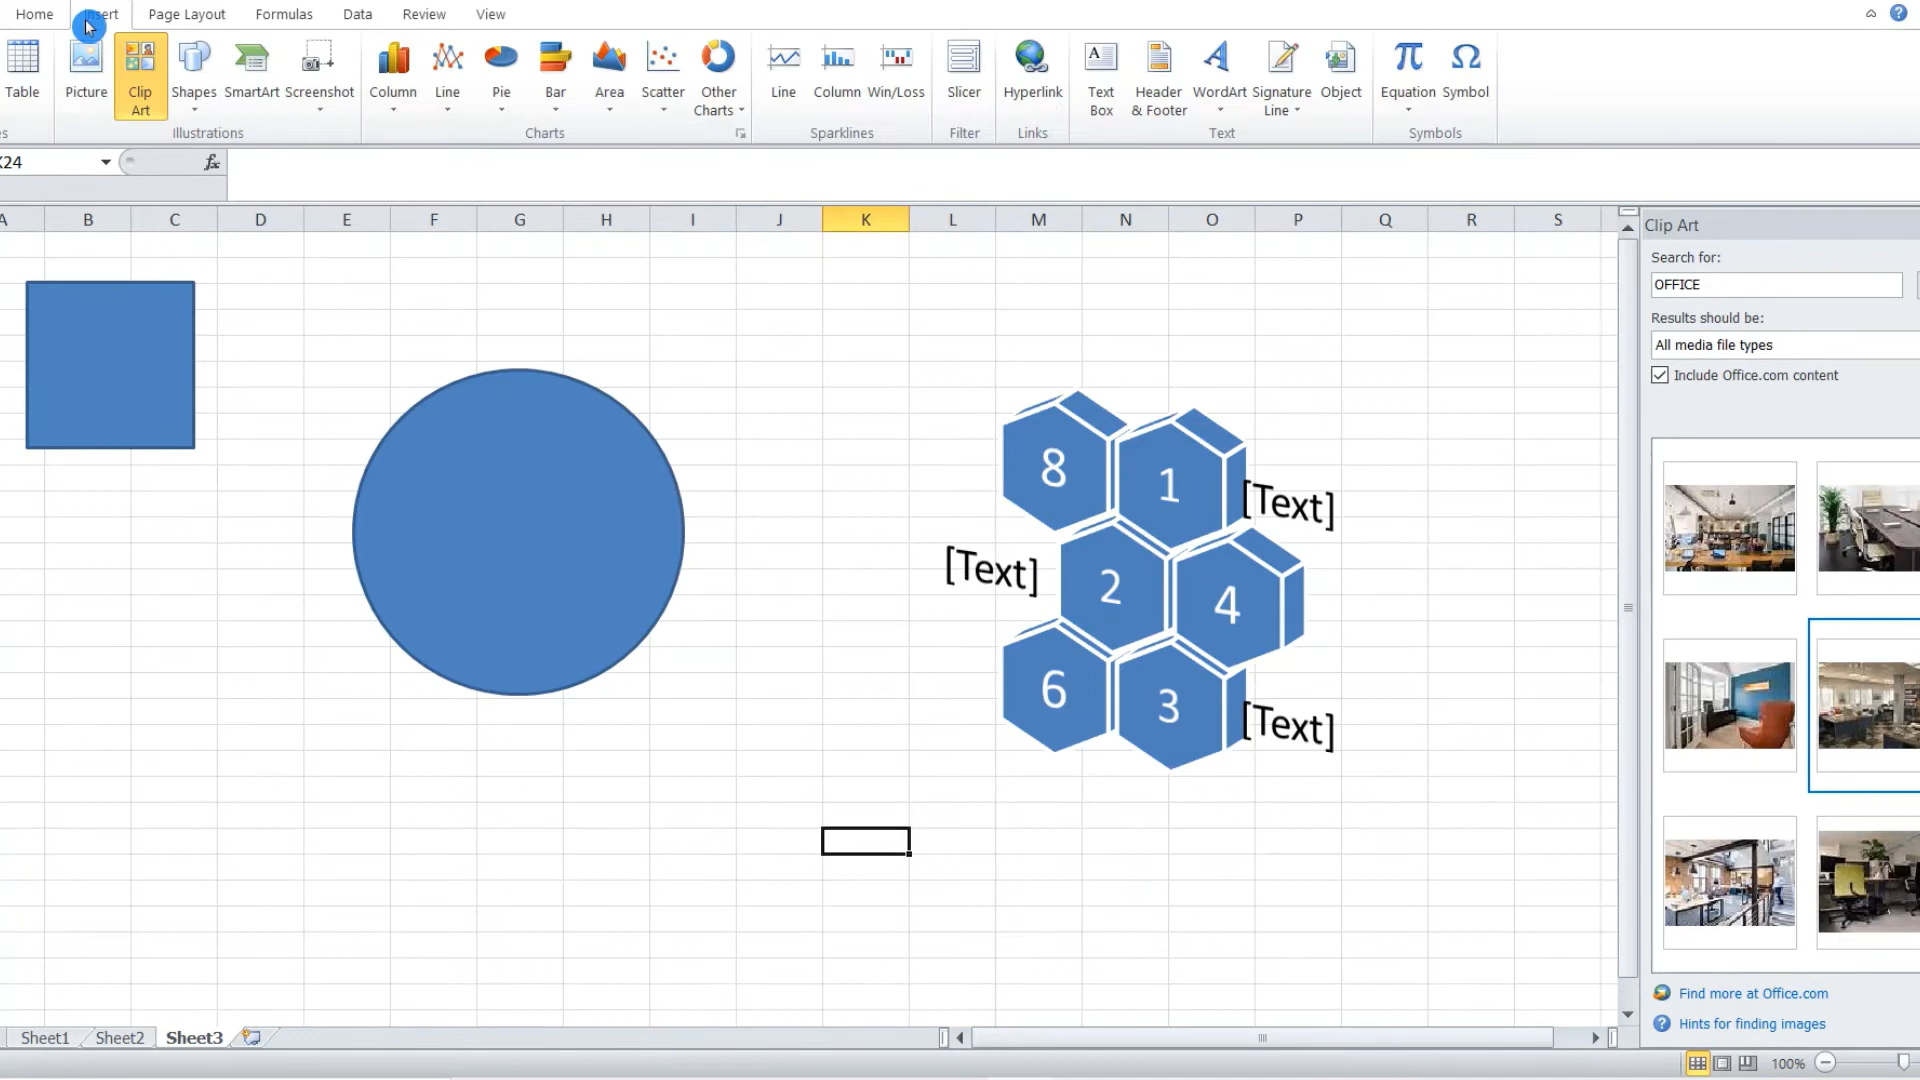 Home Insert Page Layout Formulas Data Review View
Table Picture Clip Art Shapes SmartArt Screenshot Column Line Pie Bar Area Scatter Other Charts Line Column Win/Loss Slicer Hyperlink Text Box Header & Footer WordArt Signature Line Object Equation Symbol
es Illustrations Charts Sparklines Filter Links Text Symbols
K24 fx
A B C D E F G H I J K L M N O P Q R S
Clip Art
Search for:
OFFICE
Results should be:
All media file types
Include Office.com content
8 1 [Text]
[Text] 2 4
6 3 [Text]
Find more at Office.com
Hints for finding images
Sheet1 Sheet2 Sheet3
100%